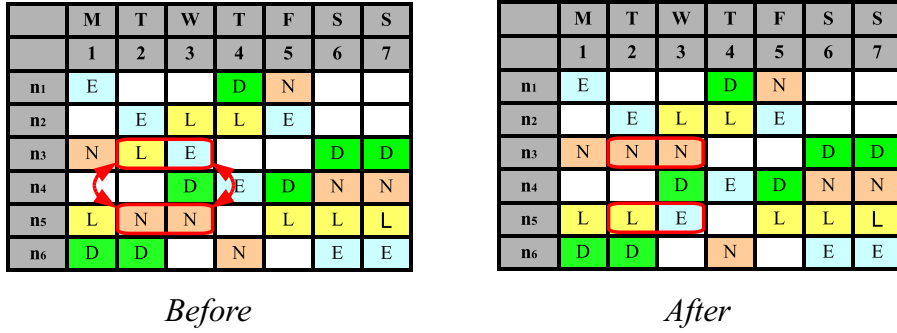 M T W T F S S
1 2 3 4 5 6 7
n1 E D N
n2 E L L E
n3 N L E D D
n4 D E D N N
n5 L N N L L L
n6 D D N E E
Before
M T W T F S S
1 2 3 4 5 6 7
n1 E D N
n2 E L L E
n3 N N N D D
n4 D E D N N
n5 L L E L L L
n6 D D N E E
After